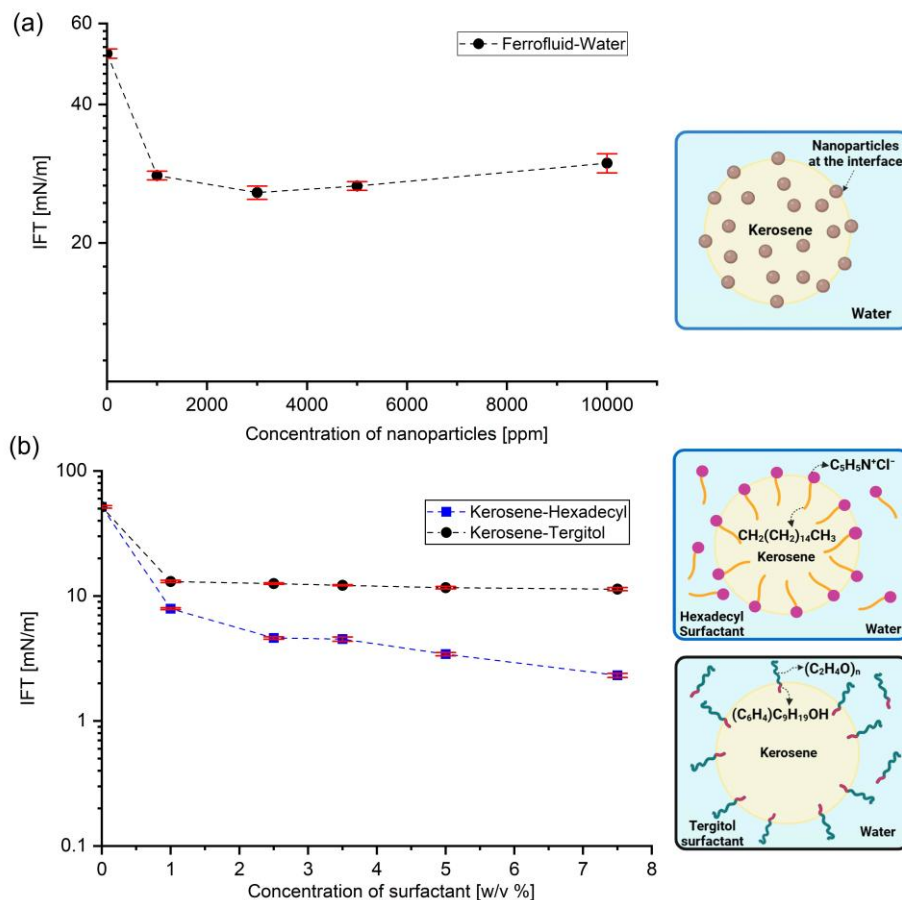 (a)
60
40
20
IFT [mN/m]
Ferrofluid-Water
0
2000
4000
6000
8000
10000
Concentration of nanoparticles [ppm]
Nanoparticles
at the interface
Kerosene
Water
(b)
100
10
1
0.1
IFT [mN/m]
Kerosene-Hexadecyl
Kerosene-Tergitol
0
1
2
3
4
5
6
7
8
Concentration of surfactant [w/v %]
C₅H₅N⁺Cl⁻
CH₂(CH₂)₁₄CH₃
Kerosene
Hexadecyl
Surfactant
Water
(C₂H₄O)ₙ
(C₆H₄)C₉H₁₉OH
Kerosene
Tergitol
surfactant
Water